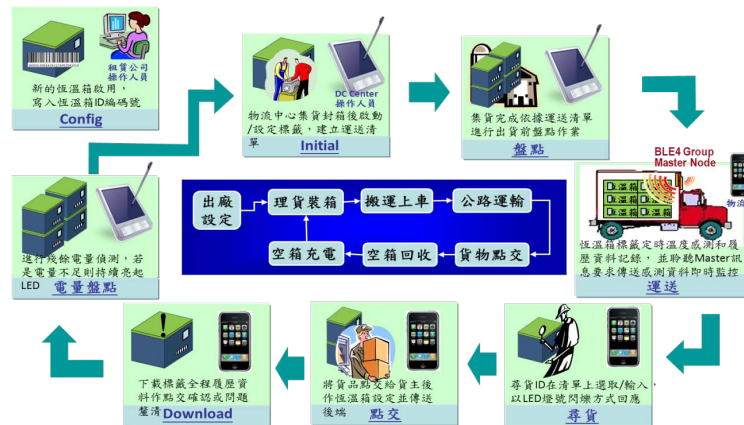 租賃公司
操作人員
新的恆溫箱啟用，
寫入恆溫箱ID編碼號
Config
DC Center
操作人員
物流中心集貨封箱後啟動
/設定標籤，建立運送清
單
Initial
集貨完成依據運送清單
進行出貨前盤點作業
盤點
BLE4 Group
Master Node
物流
恆溫箱
恆溫箱
恆溫箱
恆溫箱
恆溫箱標籤定時溫度感測和履
歷資料記錄，並聆聽Master訊
息要求傳送感測資料即時監控
運送
出廠
設定
理貨裝箱
搬運上車
公路運輸
空箱充電
空箱回收
貨物點交
進行殘餘電量偵測，若
是電量不足則持續亮起
LED
電量盤點
下載標籤全程履歷資
料作點交確認或問題
釐清
Download
將貨品點交給貨主後
作恆溫箱設定並傳送
後端
點交
尋貨ID在清單上選取/輸入，
以LED燈號閃爍方式回應
尋貨